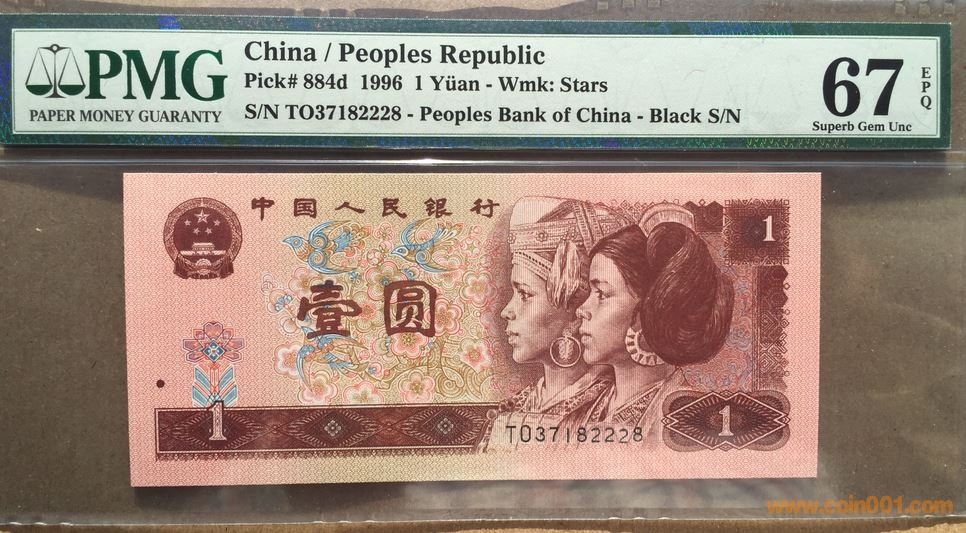 PMG
PAPER MONEY GUARANTY
China / Peoples Republic
Pick# 884d 1996 1 Yüan - Wmk: Stars
S/N TO37182228 - Peoples Bank of China - Black S/N
67
EPQ
Superb Gem Unc
中国人民银行
1
壹圆
1
1
TO37182228
www.coin001.com